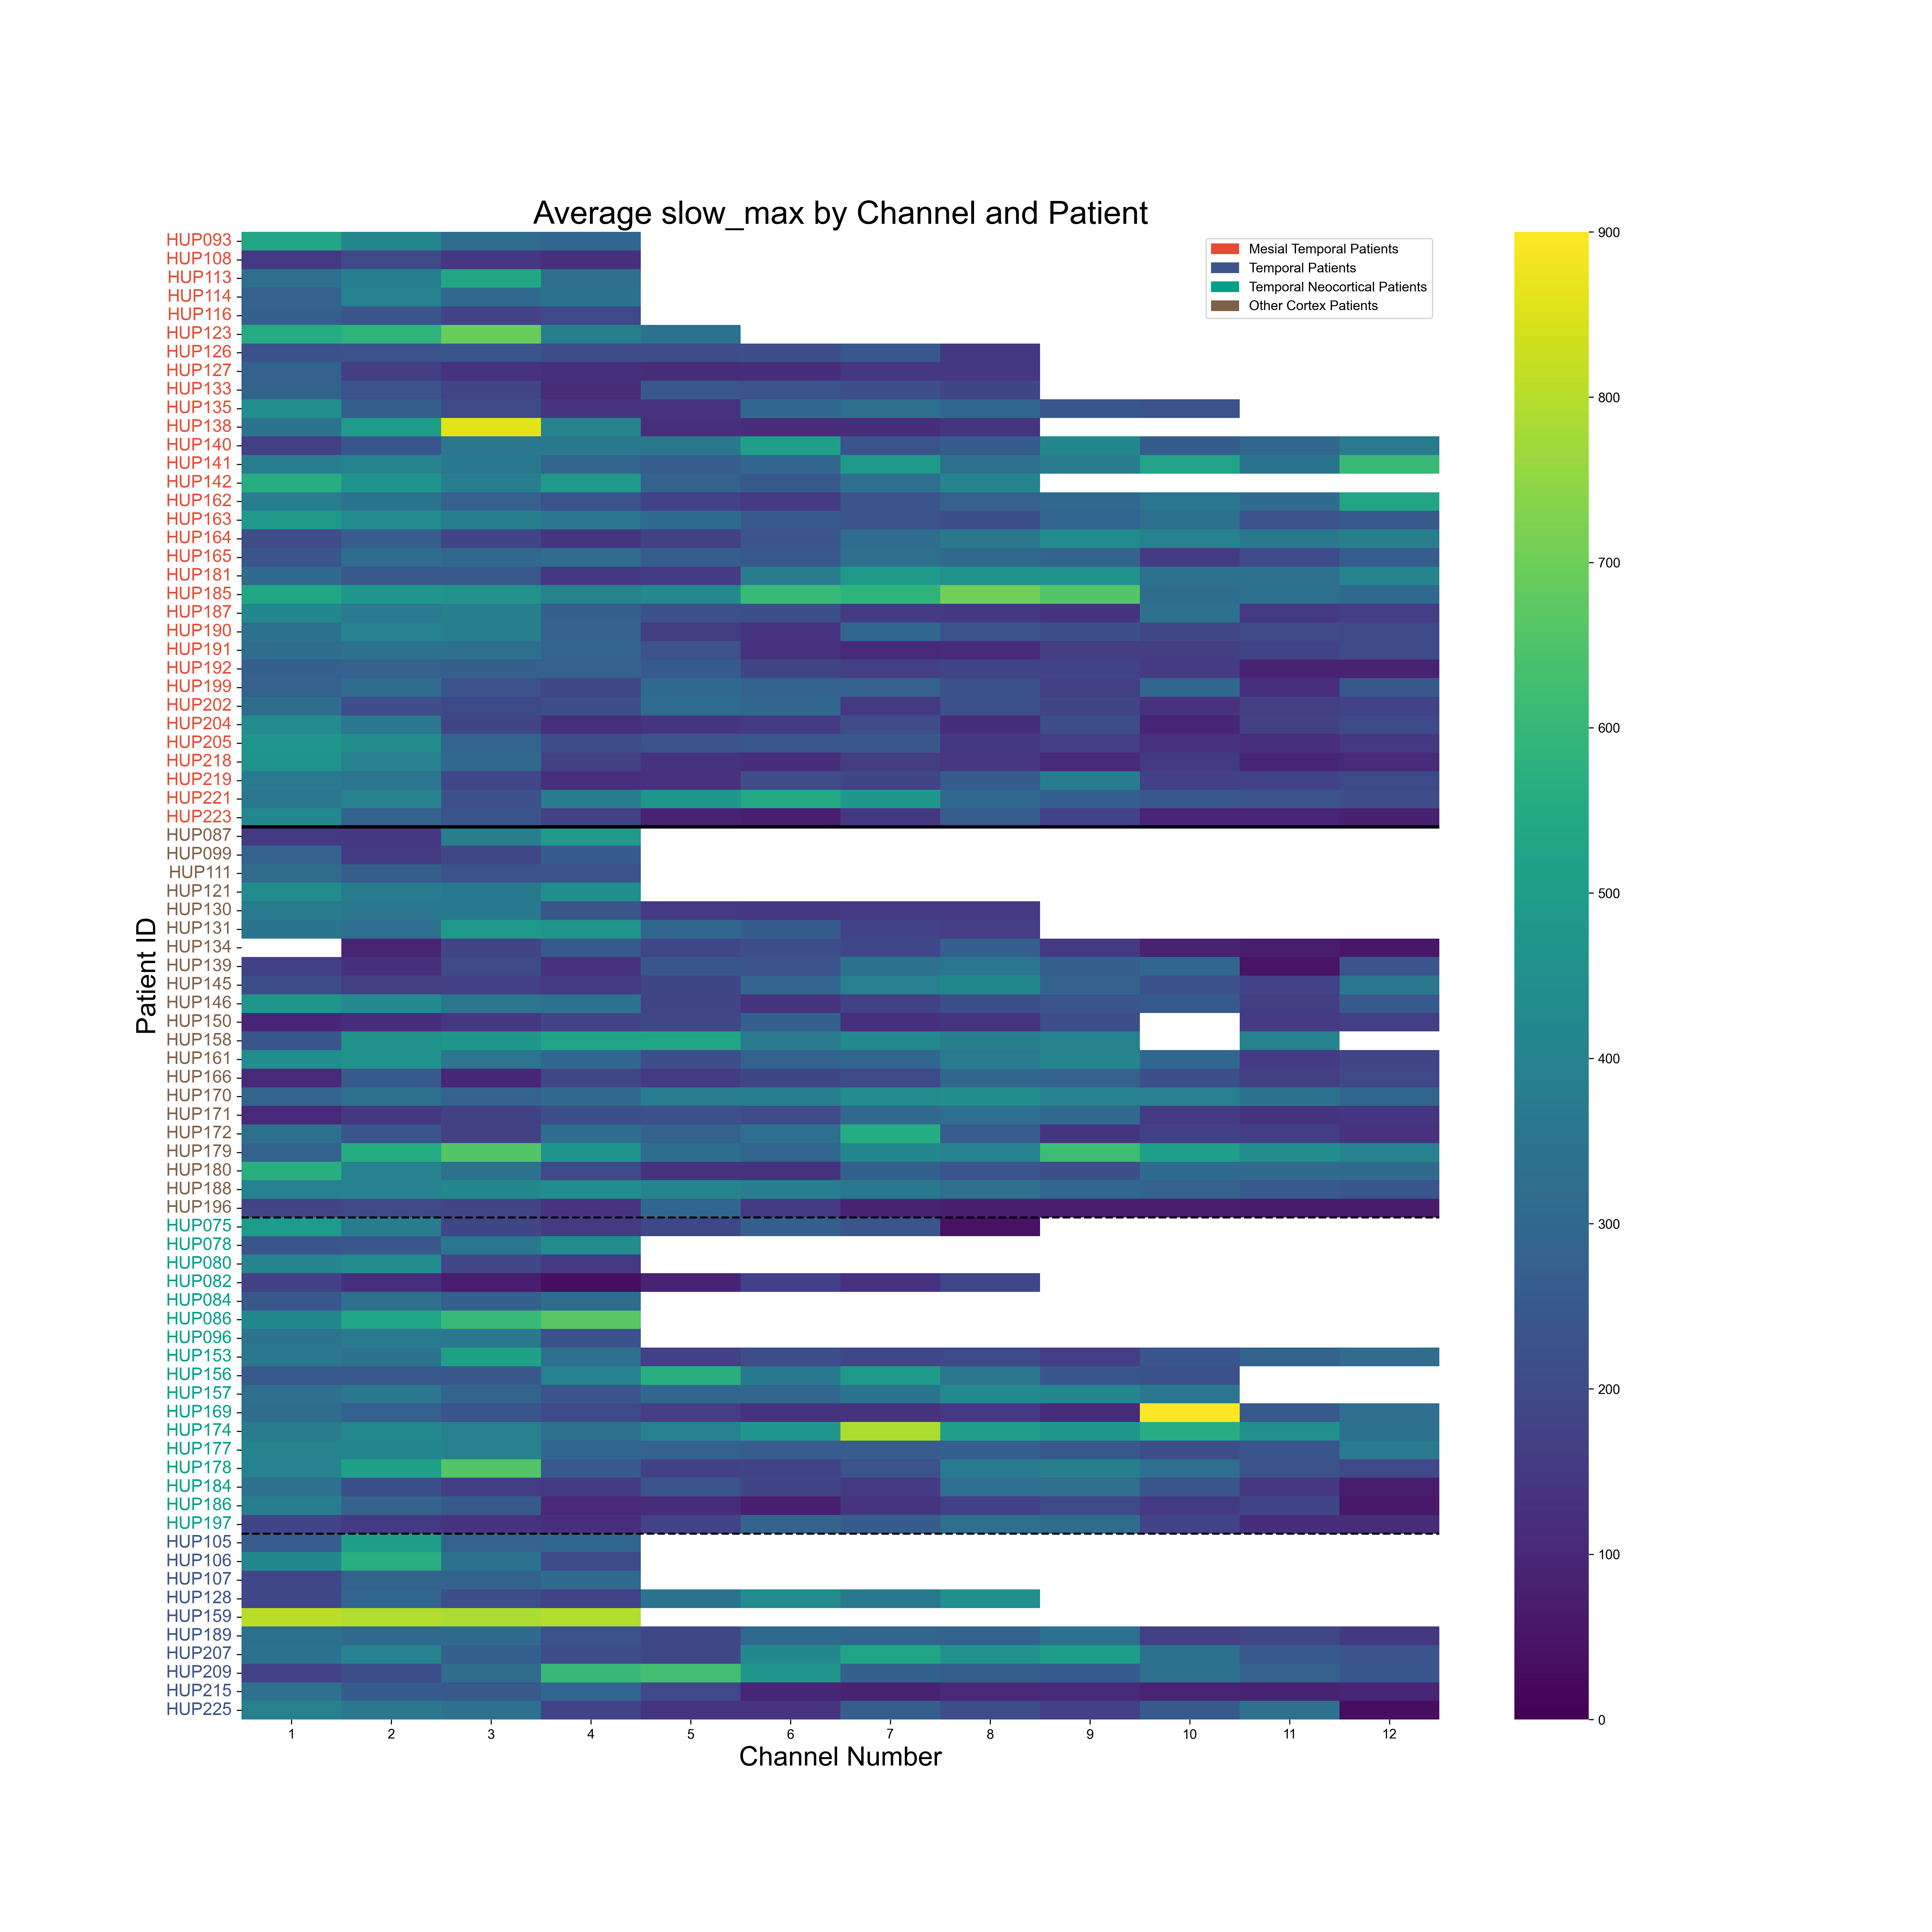 Average slow_max by Channel and Patient
Mesial Temporal Patients
Temporal Patients
Temporal Neocortical Patients
Other Cortex Patients
Patient ID
HUP093
HUP108
HUP113
HUP114
HUP116
HUP123
HUP126
HUP127
HUP133
HUP135
HUP138
HUP140
HUP141
HUP142
HUP162
HUP163
HUP164
HUP165
HUP181
HUP185
HUP187
HUP190
HUP191
HUP192
HUP199
HUP202
HUP204
HUP205
HUP218
HUP219
HUP221
HUP223
HUP087
HUP099
HUP111
HUP121
HUP130
HUP131
HUP134
HUP139
HUP145
HUP146
HUP150
HUP158
HUP161
HUP166
HUP170
HUP171
HUP172
HUP179
HUP180
HUP188
HUP196
HUP075
HUP078
HUP080
HUP082
HUP084
HUP086
HUP096
HUP153
HUP156
HUP157
HUP169
HUP174
HUP177
HUP178
HUP184
HUP186
HUP197
HUP105
HUP106
HUP107
HUP128
HUP159
HUP189
HUP207
HUP209
HUP215
HUP225
1 2 3 4 5 6 7 8 9 10 11 12
Channel Number
900
800
700
600
500
400
300
200
100
0